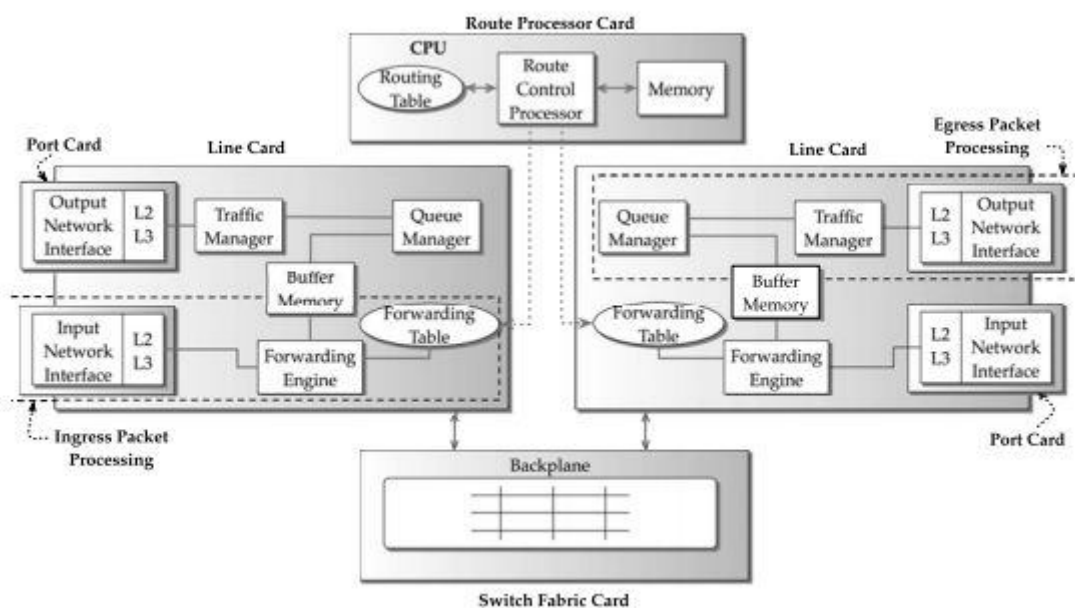 Route Processor Card
CPU
Routing
Table
Route
Control
Processor
Memory
Port Card
Line Card
Output
Network
Interface
L2
L3
Traffic
Manager
Queue
Manager
Buffer
Memory
Input
Network
Interface
L2
L3
Forwarding
Engine
Forwarding
Table
Ingress Packet
Processing
Line Card
Egress Packet
Processing
Queue
Manager
Traffic
Manager
L2
L3
Output
Network
Interface
Buffer
Memory
Forwarding
Table
Forwarding
Engine
L2
L3
Input
Network
Interface
Port Card
Backplane
Switch Fabric Card